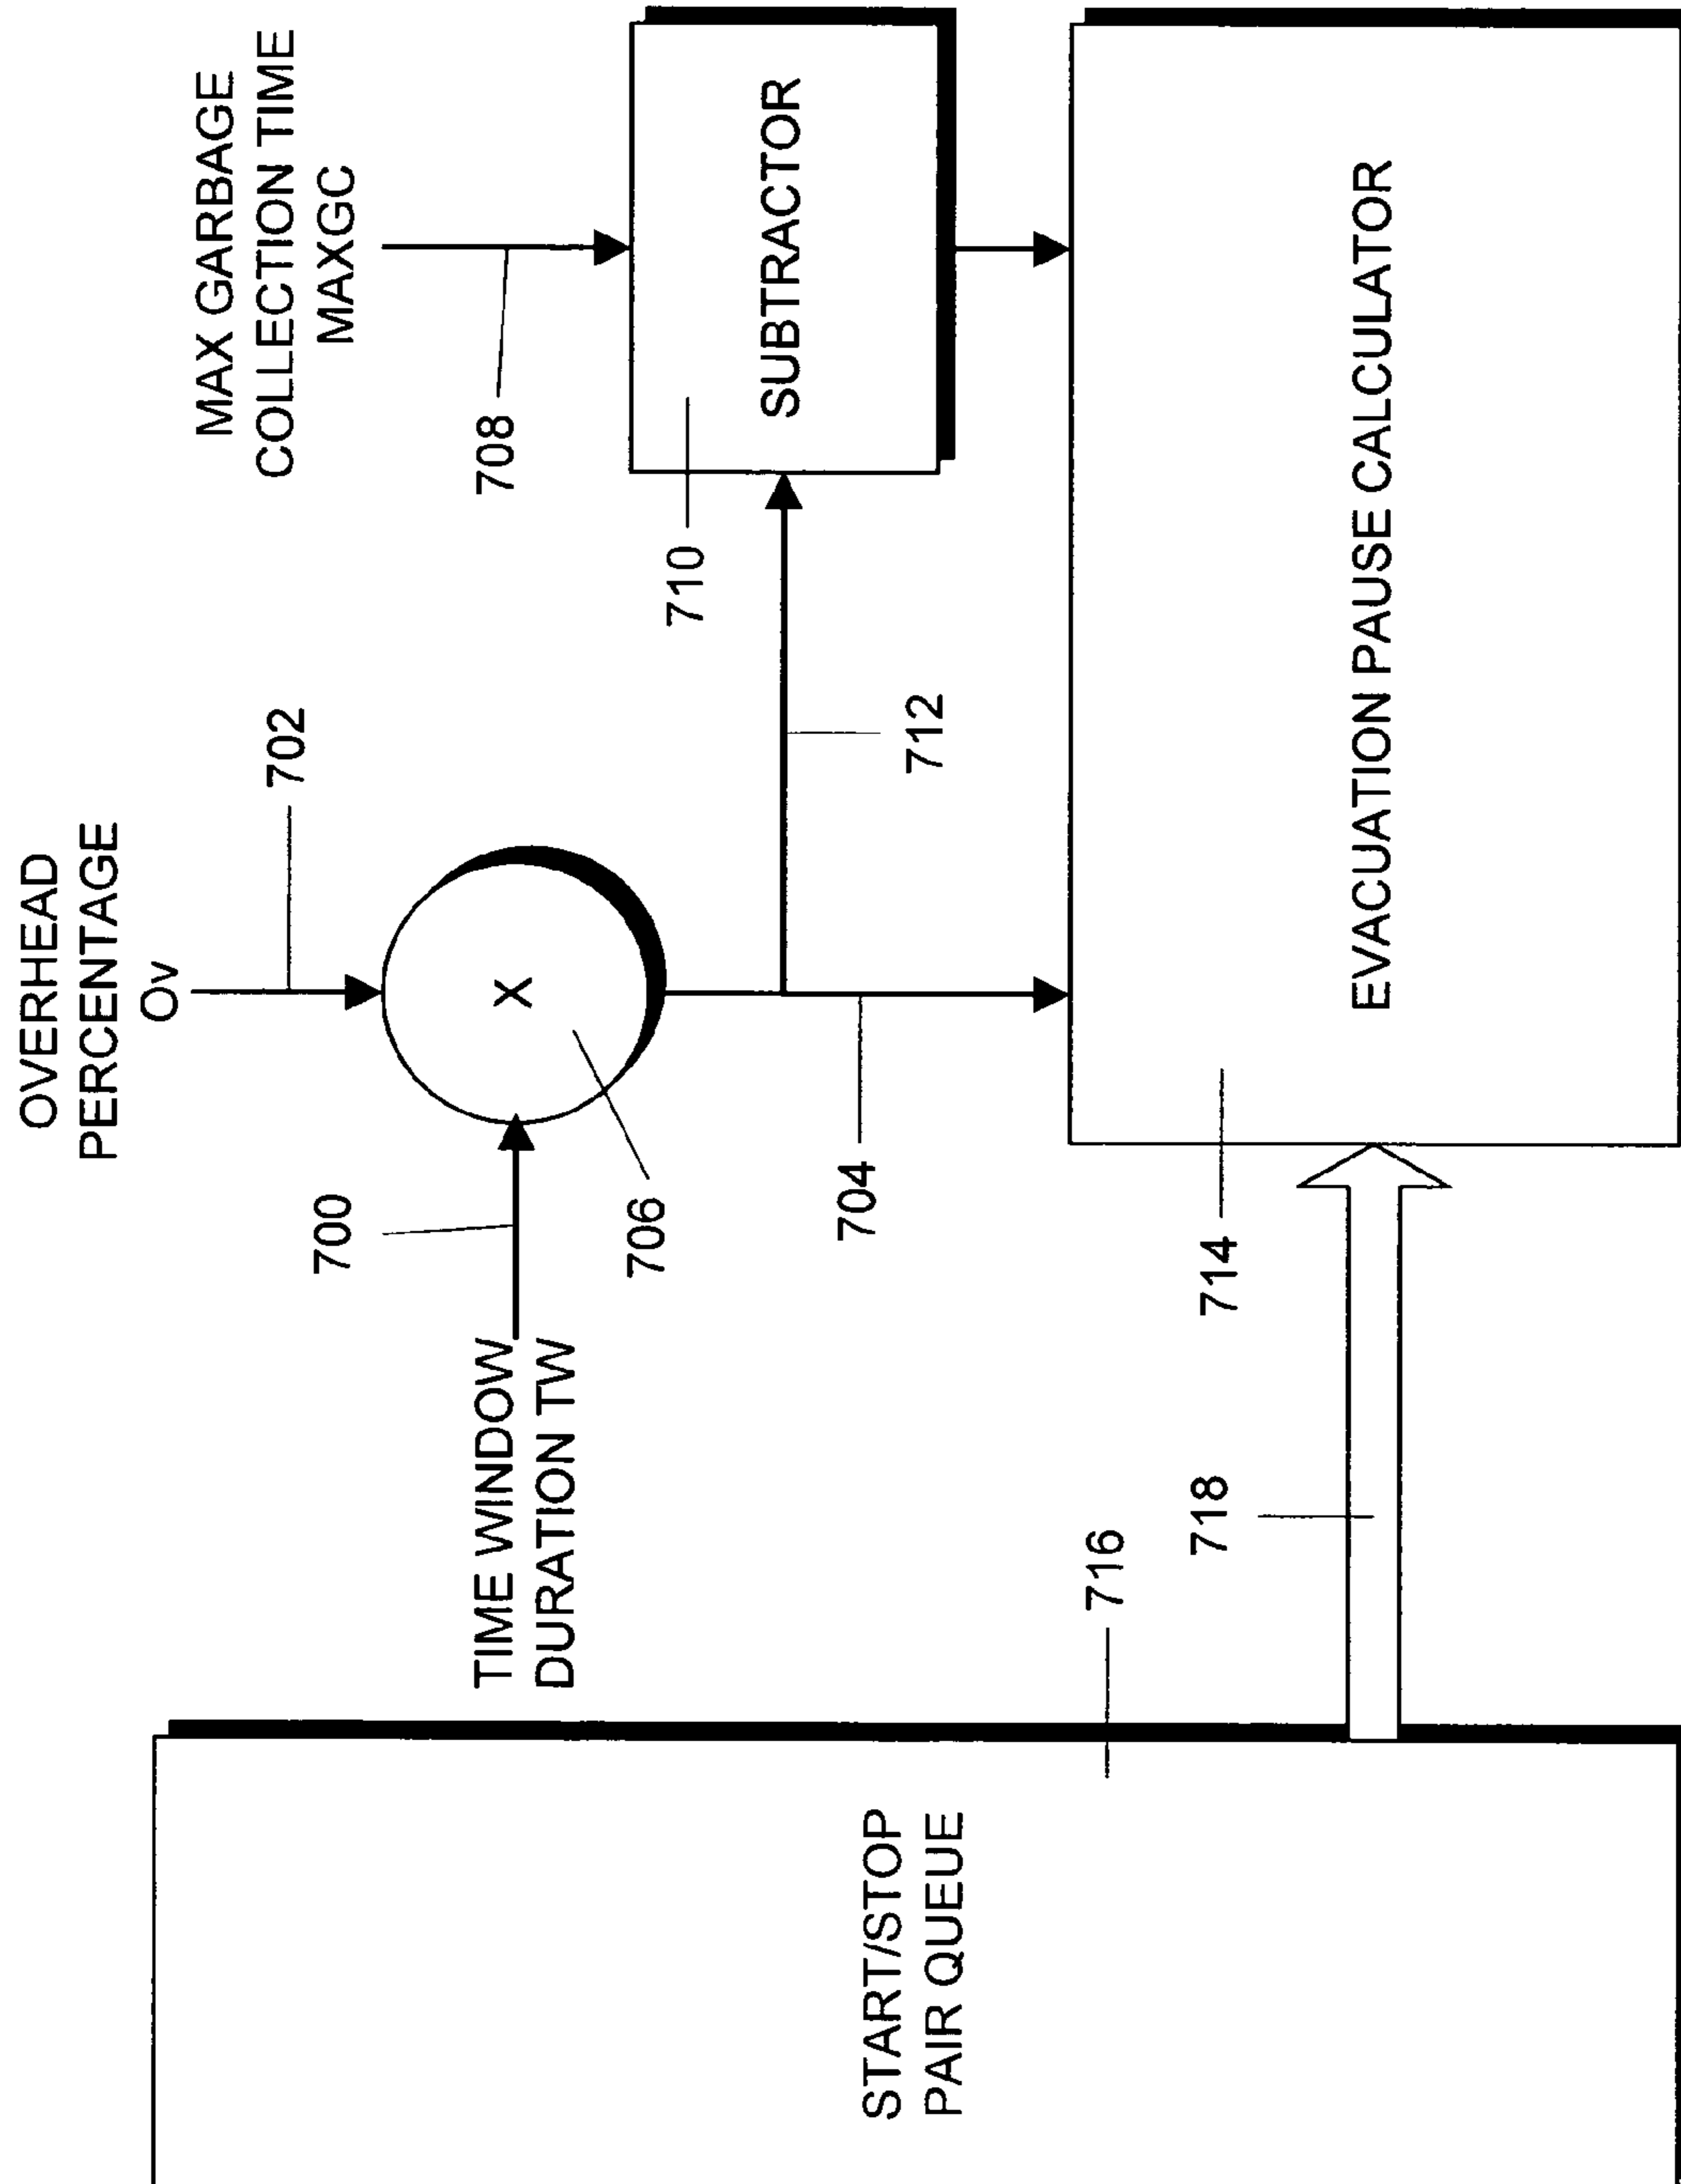 OVERHEAD
PERCENTAGE
Ov
702
MAX GARBAGE
COLLECTION TIME
MAXGC
708
700
TIME WINDOW
DURATION TW
X
706
710
SUBTRACTOR
712
704
START/STOP
PAIR QUEUE
716
718
714
EVACUATION PAUSE CALCULATOR